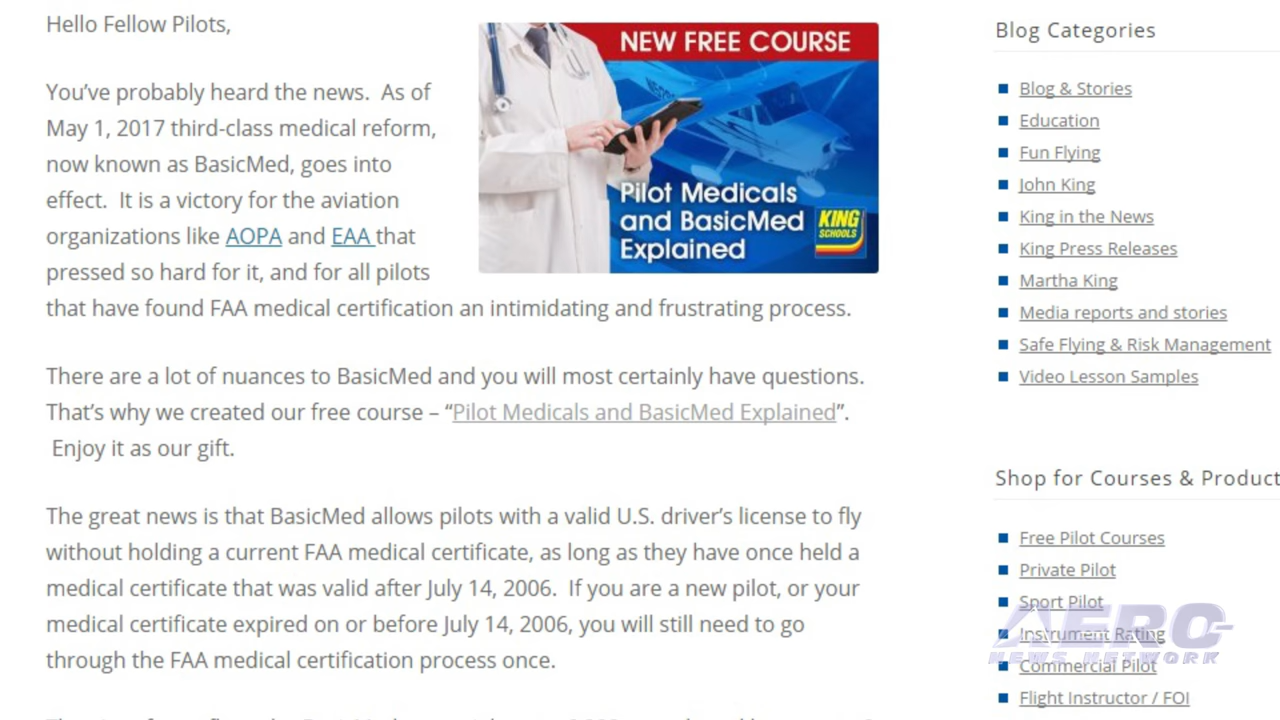 Hello Fellow Pilots,
You’ve probably heard the news.  As of
May 1, 2017 third-class medical reform,
now known as BasicMed, goes into
effect.  It is a victory for the aviation
organizations like AOPA and EAA that
pressed so hard for it, and for all pilots
that have found FAA medical certification an intimidating and frustrating process.
NEW FREE COURSE
Pilot Medicals
and BasicMed
Explained
KING
SCHOOLS
There are a lot of nuances to BasicMed and you will most certainly have questions.
That’s why we created our free course – “Pilot Medicals and BasicMed Explained”.
Enjoy it as our gift.
The great news is that BasicMed allows pilots with a valid U.S. driver’s license to fly
without holding a current FAA medical certificate, as long as they have once held a
medical certificate that was valid after July 14, 2006.  If you are a new pilot, or your
medical certificate expired on or before July 14, 2006, you will still need to go
through the FAA medical certification process once.
Blog Categories
Blog & Stories
Education
Fun Flying
John King
King in the News
King Press Releases
Martha King
Media reports and stories
Safe Flying & Risk Management
Video Lesson Samples
Shop for Courses & Product
Free Pilot Courses
Private Pilot
Sport Pilot
Instrument Rating
Commercial Pilot
Flight Instructor / FOI
AERO
NEWS NETWORK